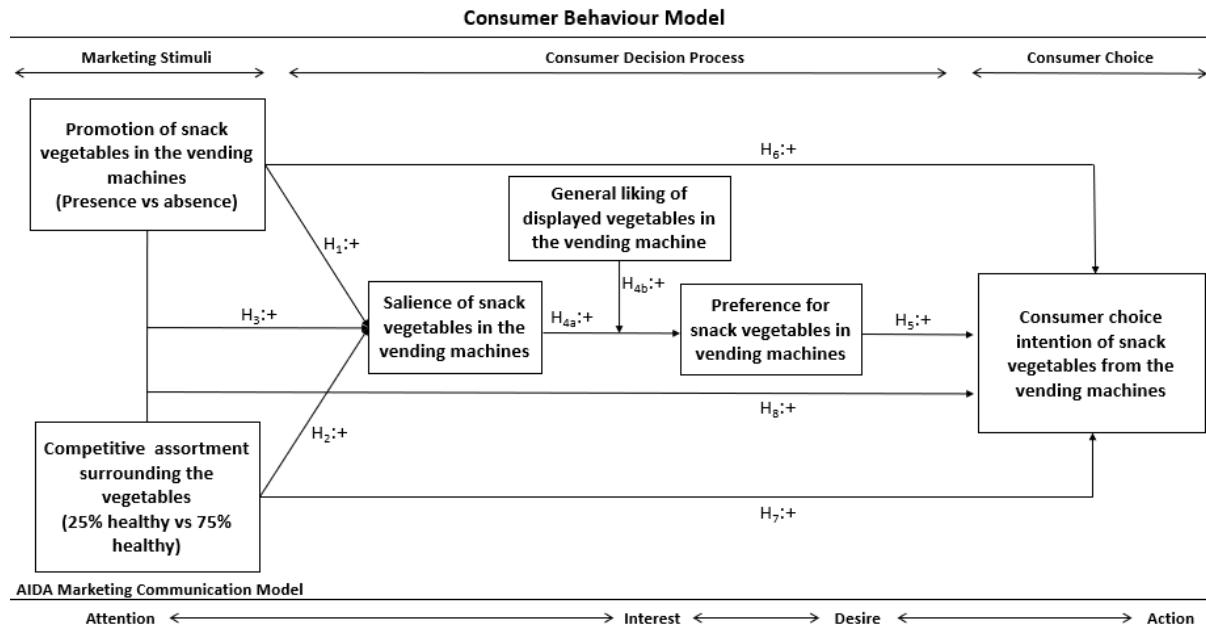 Consumer Behaviour Model
Marketing Stimuli
Consumer Decision Process
Consumer Choice
Promotion of snack
vegetables in the vending
machines
(Presence vs absence)
H₆:+
General liking of
displayed vegetables in
the vending machine
H₁:+
H₄b:+
H₃:+
Salience of snack
vegetables in the
vending machines
H₄ₐ:+
Preference for
snack vegetables in
vending machines
H₅:+
Consumer choice
intention of snack
vegetables from the
vending machines
H₈:+
H₂:+
Competitive assortment
surrounding the
vegetables
(25% healthy vs 75%
healthy)
H₇:+
AIDA Marketing Communication Model
Attention
Interest
Desire
Action